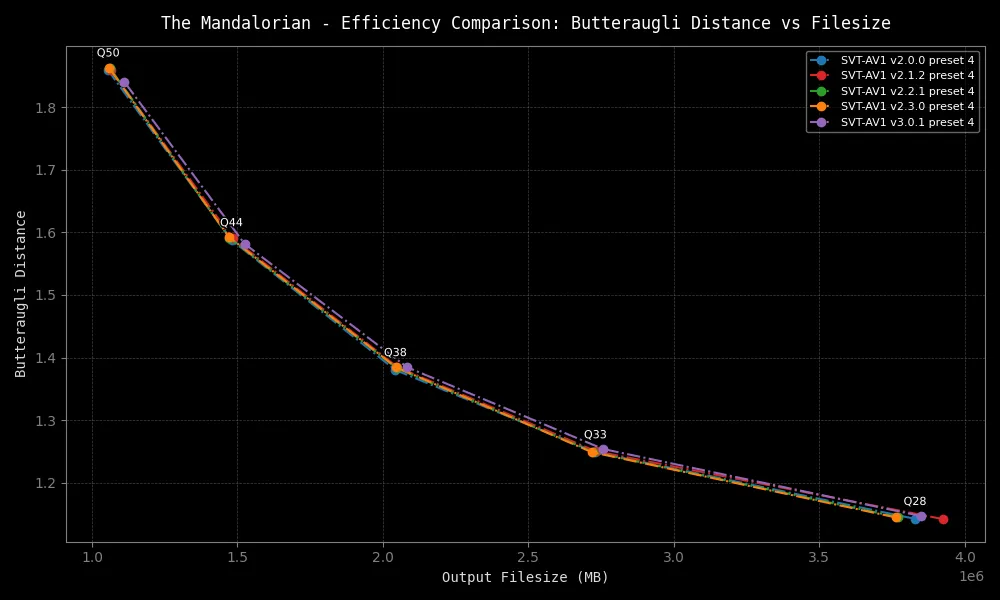 The Mandalorian - Efficiency Comparison: Butteraugli Distance vs Filesize
SVT-AV1 v2.0.0 preset 4
SVT-AV1 v2.1.2 preset 4
SVT-AV1 v2.2.1 preset 4
SVT-AV1 v2.3.0 preset 4
SVT-AV1 v3.0.1 preset 4
Q50
Q44
Q38
Q33
Q28
Butteraugli Distance
1.8
1.7
1.6
1.5
1.4
1.3
1.2
1.0 1.5 2.0 2.5 3.0 3.5 4.0
1e6
Output Filesize (MB)